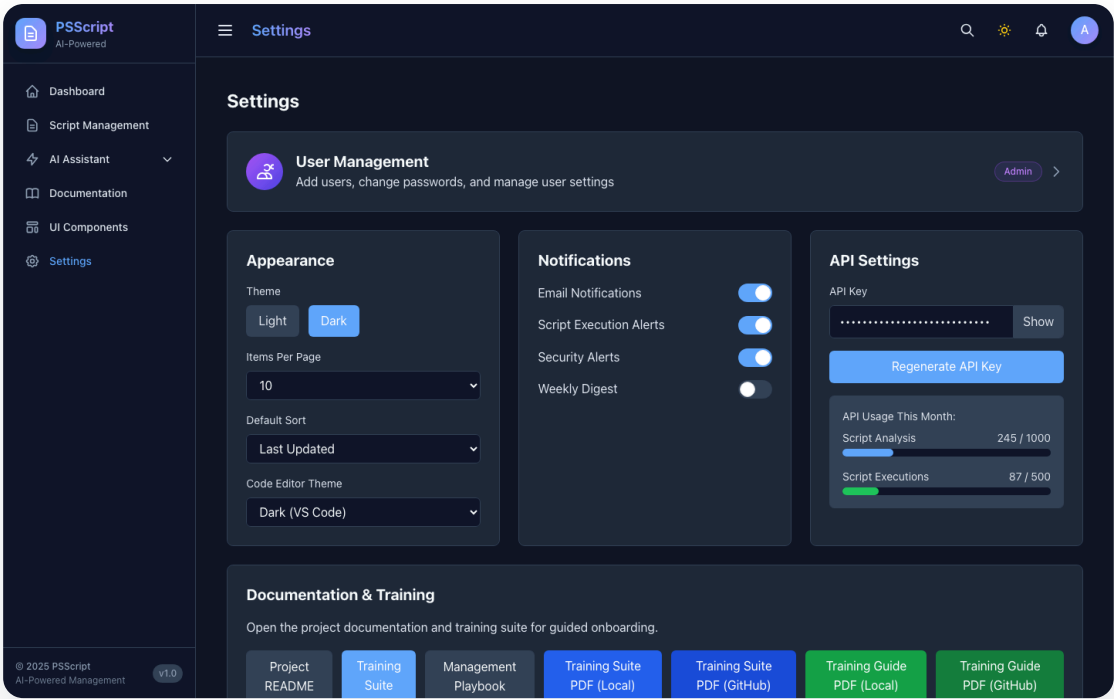 PSScript
AI-Powered
Settings
A
Dashboard
Script Management
AI Assistant
Documentation
UI Components
Settings
© 2025 PSScript
AI-Powered Management
v1.0
Settings
User Management
Add users, change passwords, and manage user settings
Admin
Appearance
Theme
Light
Dark
Items Per Page
10
Default Sort
Last Updated
Code Editor Theme
Dark (VS Code)
Notifications
Email Notifications
Script Execution Alerts
Security Alerts
Weekly Digest
API Settings
API Key
Show
Regenerate API Key
API Usage This Month:
Script Analysis 245 / 1000
Script Executions 87 / 500
Documentation & Training
Open the project documentation and training suite for guided onboarding.
Project
README
Training
Suite
Management
Playbook
Training Suite
PDF (Local)
Training Suite
PDF (GitHub)
Training Guide
PDF (Local)
Training Guide
PDF (GitHub)